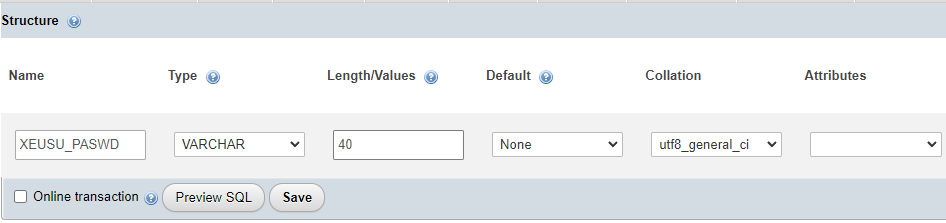 Structure
Name Type Length/Values Default Collation Attributes
XEUSU_PASWD VARCHAR 40 None utf8_general_ci
Online transaction Preview SQL Save